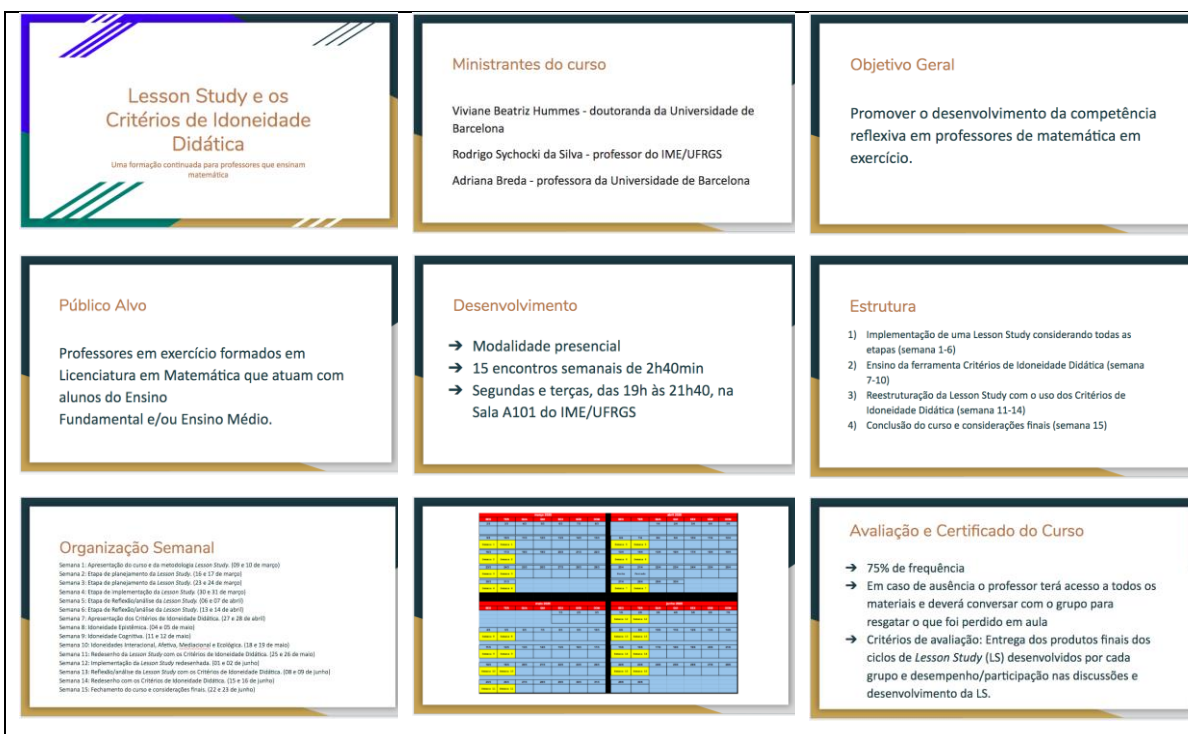 Lesson Study e os
Critérios de Idoneidade
Didática
Uma formação continuada para professores que ensinam
matemática
Ministrantes do curso
Viviane Beatriz Hummes - doutoranda da Universidade de
Barcelona
Rodrigo Sychocki da Silva - professor do IME/UFRGS
Adriana Breda - professora da Universidade de Barcelona
Objetivo Geral
Promover o desenvolvimento da competência
reflexiva em professores de matemática em
exercício.
Público Alvo
Professores em exercício formados em
Licenciatura em Matemática que atuam com
alunos do Ensino
Fundamental e/ou Ensino Médio.
Desenvolvimento
➔ Modalidade presencial
➔ 15 encontros semanais de 2h40min
➔ Segundas e terças, das 19h às 21h40, na
Sala A101 do IME/UFRGS
Estrutura
1) Implementação de uma Lesson Study considerando todas as
etapas (semana 1-6)
2) Ensino da ferramenta Critérios de Idoneidade Didática (semana
7-10)
3) Reestruturação da Lesson Study com o uso dos Critérios de
Idoneidade Didática (semana 11-14)
4) Conclusão do curso e considerações finais (semana 15)
Organização Semanal
Semana 1: Apresentação do curso e da metodologia Lesson Study. (09 e 10 de março)
Semana 2: Etapa de planejamento da Lesson Study. (16 e 17 de março)
Semana 3: Etapa de planejamento da Lesson Study. (23 e 24 de março)
Semana 4: Etapa de implementação da Lesson Study. (30 e 31 de março)
Semana 5: Etapa de Reflexão/análise da Lesson Study. (06 e 07 de abril)
Semana 6: Etapa de Reflexão/análise da Lesson Study. (13 e 14 de abril)
Semana 7: Apresentação dos Critérios de Idoneidade Didática. (27 e 28 de abril)
Semana 8: Idoneidade Epistêmica. (04 e 05 de maio)
Semana 9: Idoneidade Cognitiva. (11 e 12 de maio)
Semana 10: Idoneidades Interacional, Afetiva, Mediacional e Ecológica. (18 e 19 de maio)
Semana 11: Redesenho da Lesson Study com os Critérios de Idoneidade Didática. (25 e 26 de maio)
Semana 12: Implementação da Lesson Study redesenhada. (01 e 02 de junho)
Semana 13: Reflexão/análise da Lesson Study com os Critérios de Idoneidade Didática. (08 e 09 de junho)
Semana 14: Redesenho com os Critérios de Idoneidade Didática. (15 e 16 de junho)
Semana 15: Fechamento do curso e considerações finais. (22 e 23 de junho)
Avaliação e Certificado do Curso
➔ 75% de frequência
➔ Em caso de ausência o professor terá acesso a todos os
materiais e deverá conversar com o grupo para
resgatar o que foi perdido em aula
➔ Critérios de avaliação: Entrega dos produtos finais dos
ciclos de Lesson Study (LS) desenvolvidos por cada
grupo e desempenho/participação nas discussões e
desenvolvimento da LS.